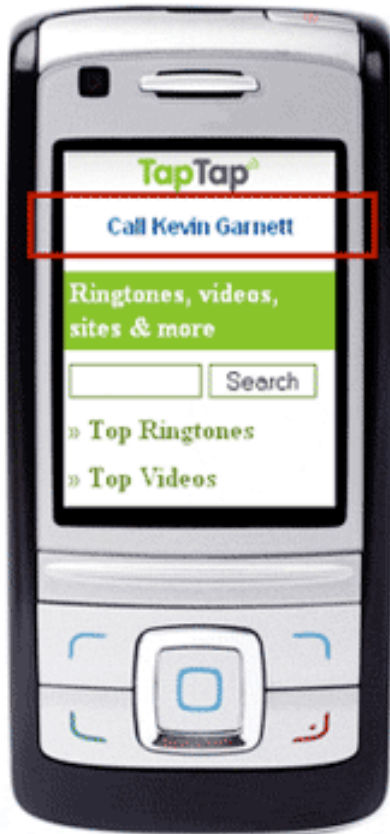 TapTap
Call Kevin Garnett
Ringtones, videos,
sites & more
Search
» Top Ringtones
» Top Videos